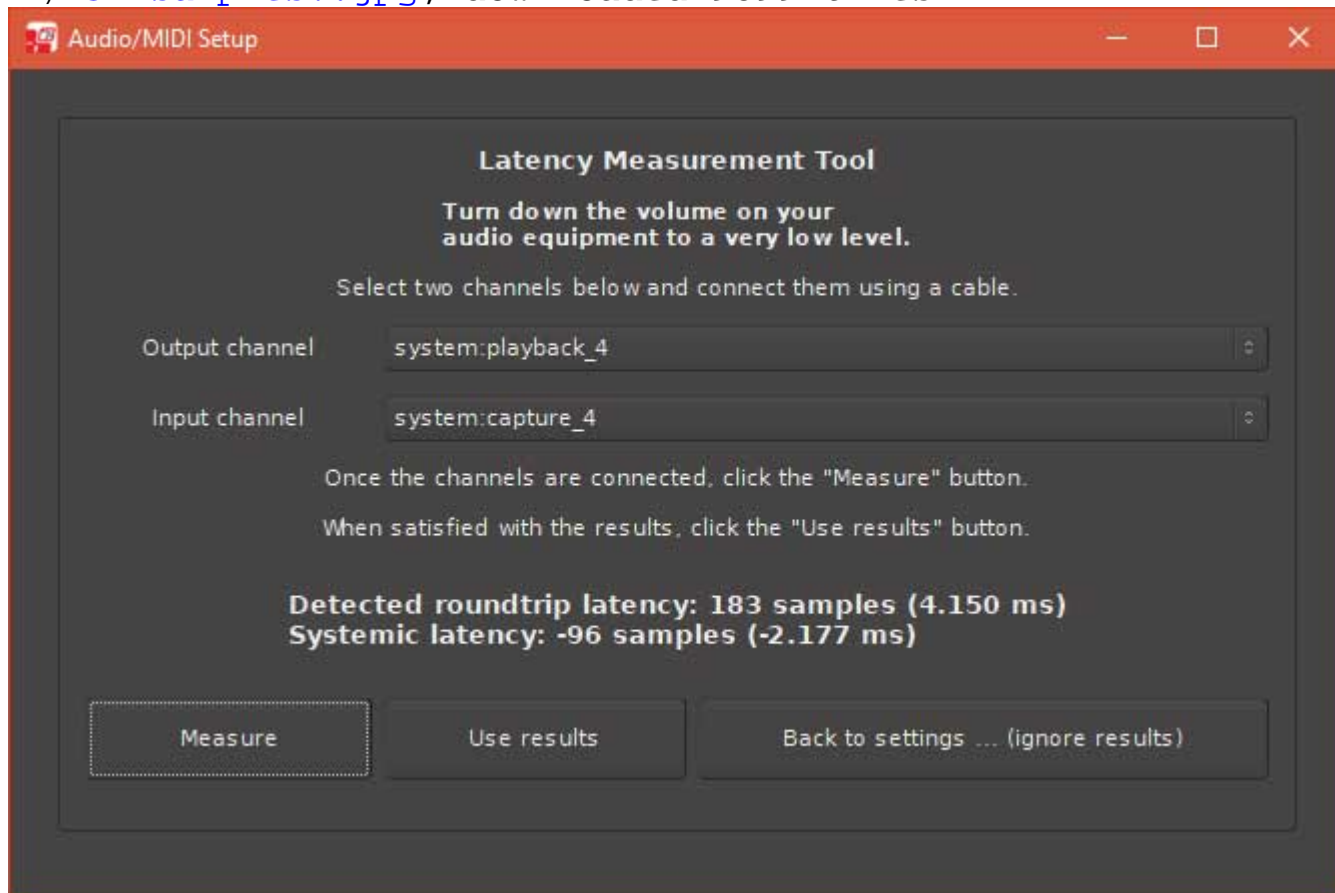 Audio/MIDI Setup
Latency Measurement Tool
Turn down the volume on your
audio equipment to a very low level.
Select two channels below and connect them using a cable.
Output channel system:playback_4
Input channel system:capture_4
Once the channels are connected, click the "Measure" button.
When satisfied with the results, click the "Use results" button.
Detected roundtrip latency: 183 samples (4.150 ms)
Systemic latency: -96 samples (-2.177 ms)
Measure Use results Back to settings ... (ignore results)